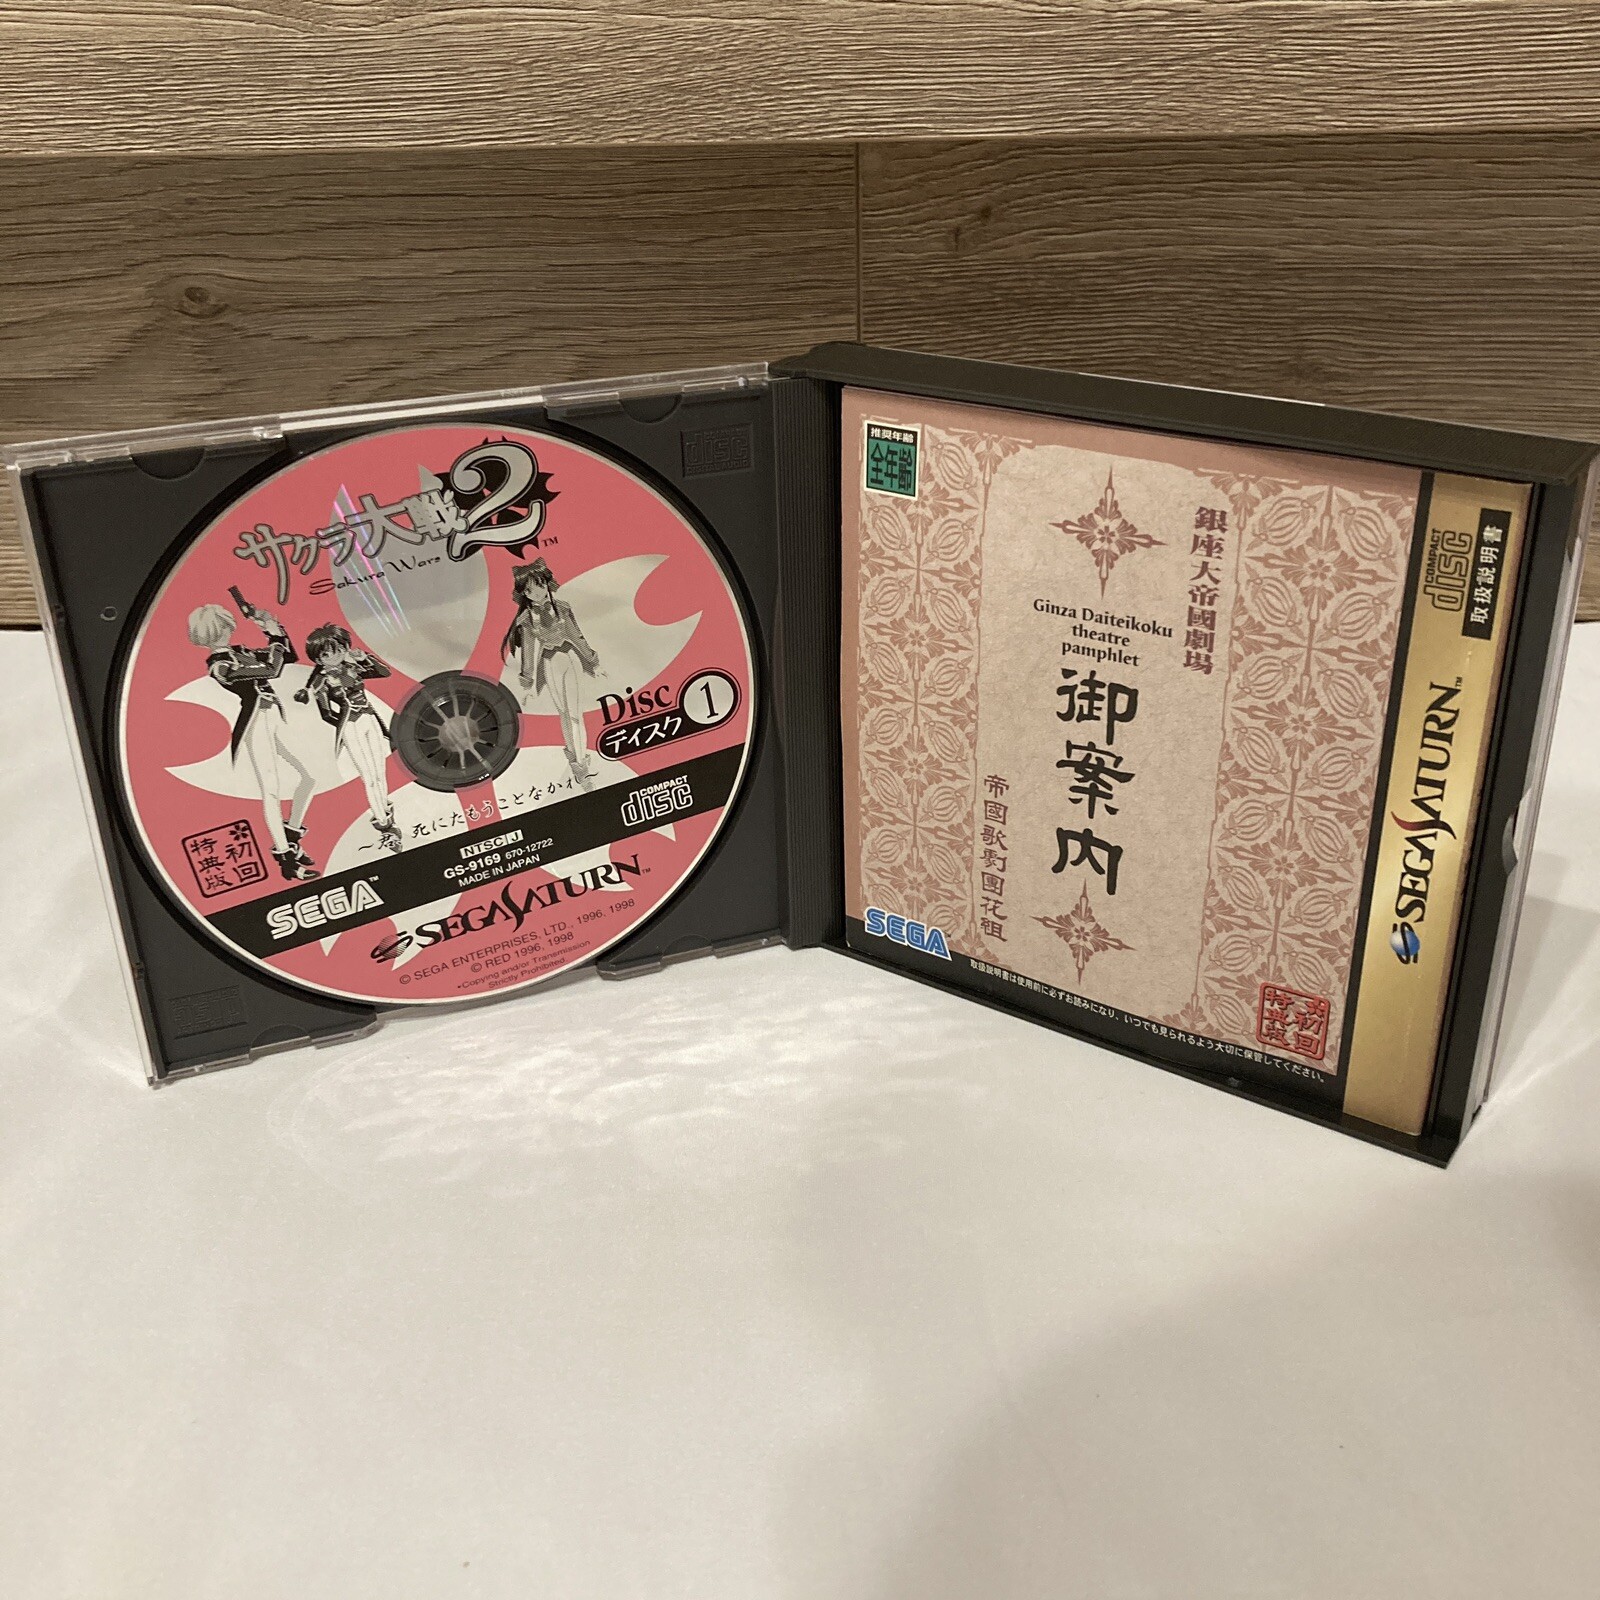 サクラ大戦2™
Sakura Wars
Disc 1
ディスク
～君、死にたもうことなかれ～
COMPACT
disc
NTSC J
GS-9169 670-12722
MADE IN JAPAN
初回
特典版
SEGA™
SEGA SATURN™
© SEGA ENTERPRISES, LTD., 1996, 1998
© RED 1996, 1998
•Copying and/or Transmission
Strictly Prohibited.
推奨年齢
全年齢
銀座大帝國劇場
Ginza Daiteikoku
theatre
pamphlet
御案内
帝國歌劇團花組
SEGA
取扱説明書は使用前に必ずお読みになり、いつでも見られるよう大切に保管してください。
初回
特典版
COMPACT
disc
取扱説明書
SEGA SATURN™